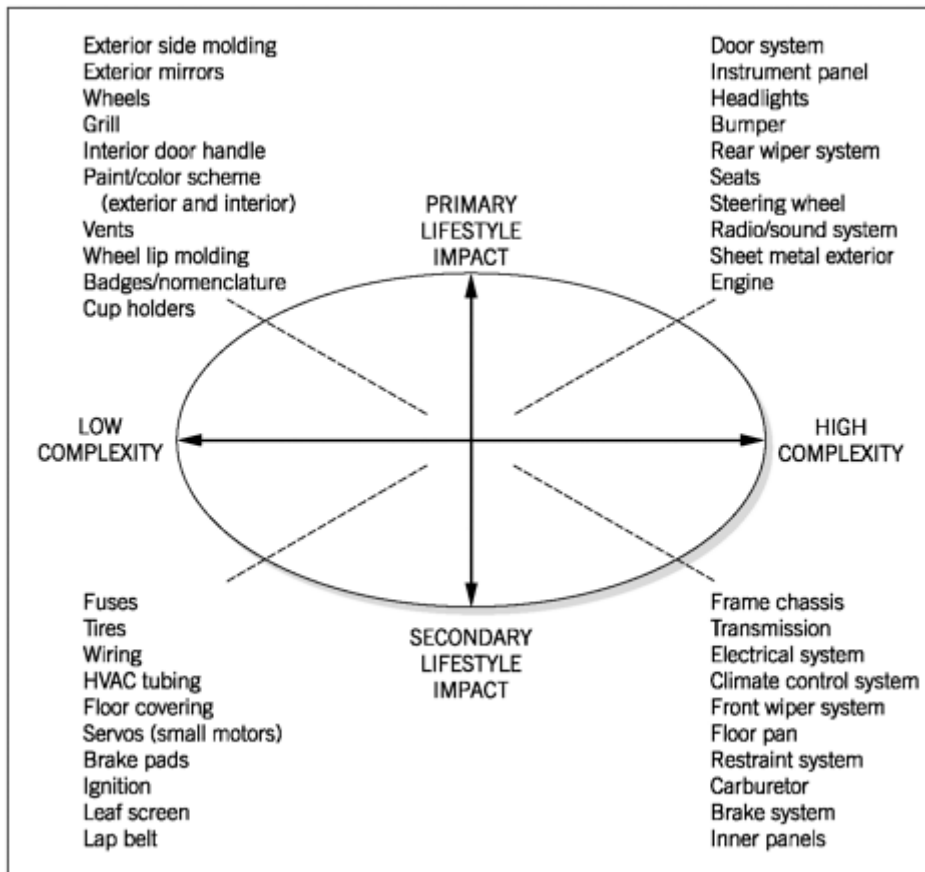 Exterior side molding
Exterior mirrors
Wheels
Grill
Interior door handle
Paint/color scheme
(exterior and interior)
Vents
Wheel lip molding
Badges/nomenclature
Cup holders
Door system
Instrument panel
Headlights
Bumper
Rear wiper system
Seats
Steering wheel
Radio/sound system
Sheet metal exterior
Engine
PRIMARY
LIFESTYLE
IMPACT
LOW
COMPLEXITY
HIGH
COMPLEXITY
Fuses
Tires
Wiring
HVAC tubing
Floor covering
Servos (small motors)
Brake pads
Ignition
Leaf screen
Lap belt
SECONDARY
LIFESTYLE
IMPACT
Frame chassis
Transmission
Electrical system
Climate control system
Front wiper system
Floor pan
Restraint system
Carburetor
Brake system
Inner panels